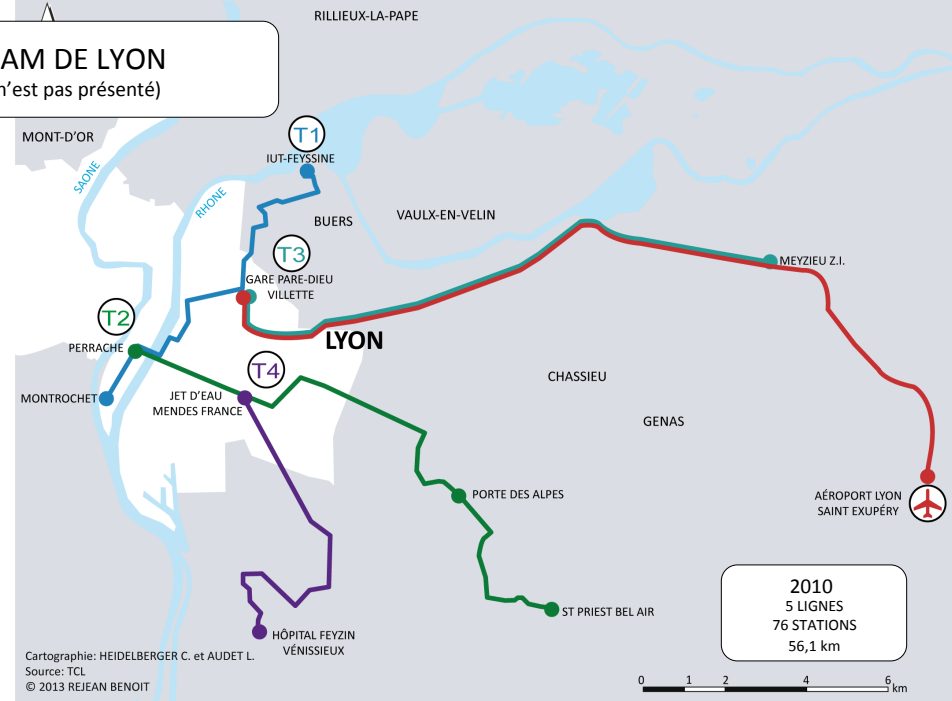 RILLIEUX-LA-PAPE
AM DE LYON
n'est pas présenté)
MONT-D'OR
SAONE
RHONE
T1
IUT-FEYSSINE
BUERS
VAULX-EN-VELIN
T3
GARE PARE-DIEU
VILLETTE
MEYZIEU Z.I.
T2
PERRACHE
LYON
T4
MONTROCHET
JET D'EAU
MENDES FRANCE
CHASSIEU
GENAS
PORTE DES ALPES
AÉROPORT LYON
SAINT EXUPÉRY
ST PRIEST BEL AIR
HÔPITAL FEYZIN
VÉNISSIEUX
2010
5 LIGNES
76 STATIONS
56,1 km
Cartographie: HEIDELBERGER C. et AUDET L.
Source: TCL
© 2013 REJEAN BENOIT
0 1 2 4 6
km